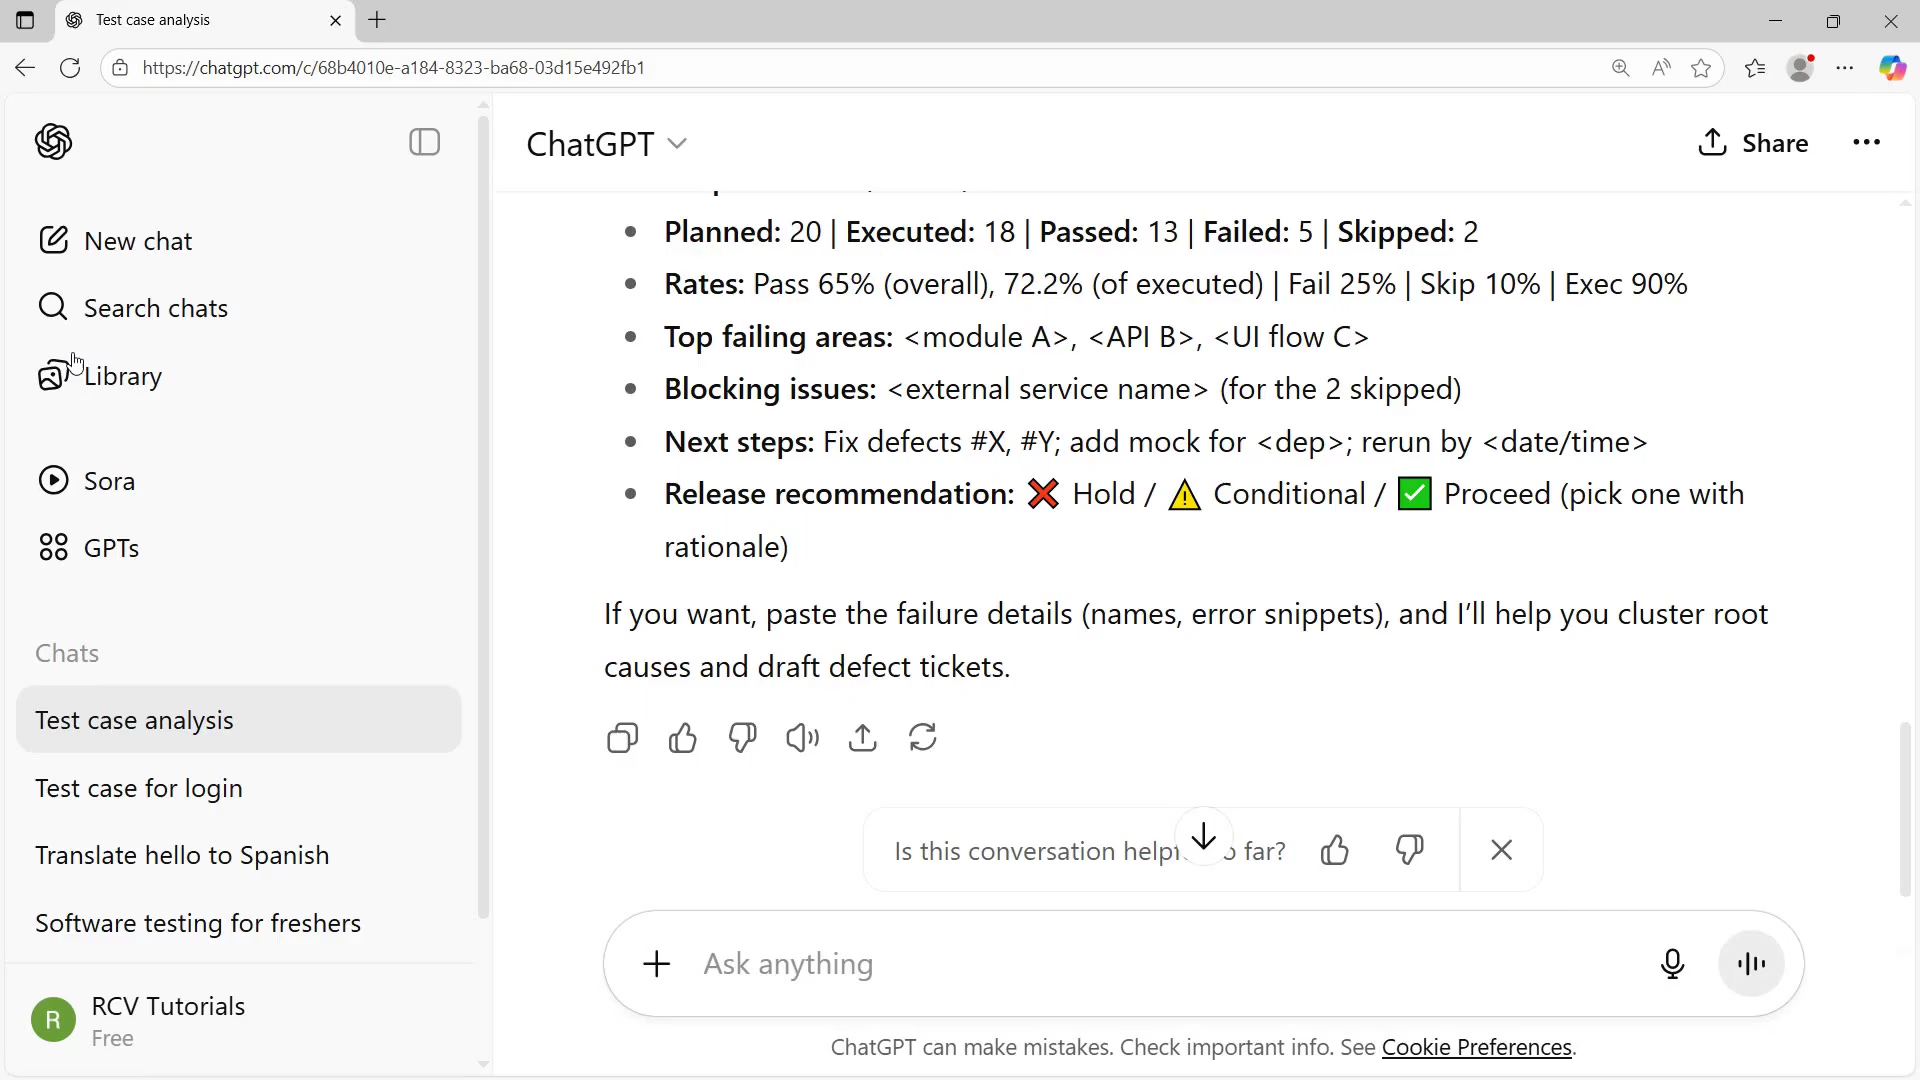 Test case analysis
https://chatgpt.com/c/68b4010e-a184-8323-ba68-03d15e492fb1
New chat
Search chats
Library
Sora
GPTs
Chats
Test case analysis
Test case for login
Translate hello to Spanish
Software testing for freshers
R
RCV Tutorials
Free
ChatGPT
Share
Planned: 20 | Executed: 18 | Passed: 13 | Failed: 5 | Skipped: 2
Rates: Pass 65% (overall), 72.2% (of executed) | Fail 25% | Skip 10% | Exec 90%
Top failing areas: <module A>, <API B>, <UI flow C>
Blocking issues: <external service name> (for the 2 skipped)
Next steps: Fix defects #X, #Y; add mock for <dep>; rerun by <date/time>
Release recommendation: ❌ Hold / ⚠️ Conditional / ✅ Proceed (pick one with
rationale)
If you want, paste the failure details (names, error snippets), and I'll help you cluster root
causes and draft defect tickets.
Is this conversation far?
Ask anything
ChatGPT can make mistakes. Check important info. See Cookie Preferences.